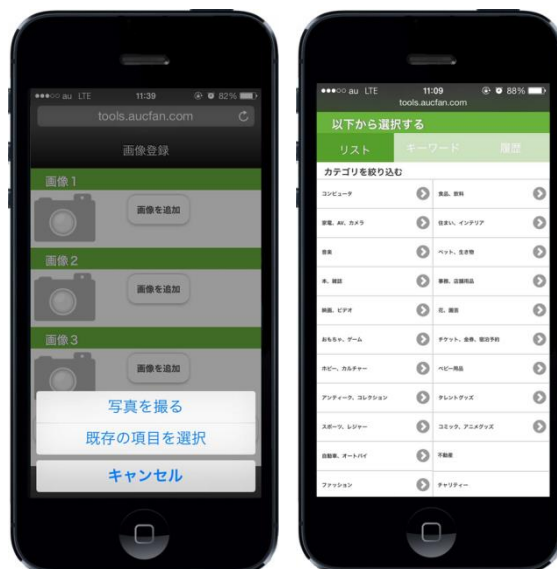 au LTE 11:39 82%
tools.aucfan.com
画像登録
画像1
画像を追加
画像2
画像を追加
画像3
画像を追加
写真を撮る
既存の項目を選択
キャンセル
au LTE 11:09 88%
tools.aucfan.com
以下から選択する
リスト キーワード 履歴
カテゴリを絞り込む
コンピュータ 食品、飲料
家電、AV、カメラ 住まい、インテリア
音楽 ペット、生き物
本、雑誌 事務、店舗用品
映画、ビデオ 花、園芸
おもちゃ、ゲーム チケット、金券、宿泊予約
ホビー、カルチャー ベビー用品
アンティーク、コレクション タレントグッズ
スポーツ、レジャー コミック、アニメグッズ
自動車、オートバイ 不動産
ファッション チャリティー